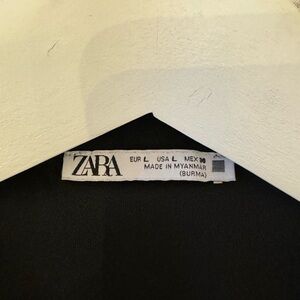 ZARA
EUR L USA L MEX 30
MADE IN MYANMAR
(BURMA)